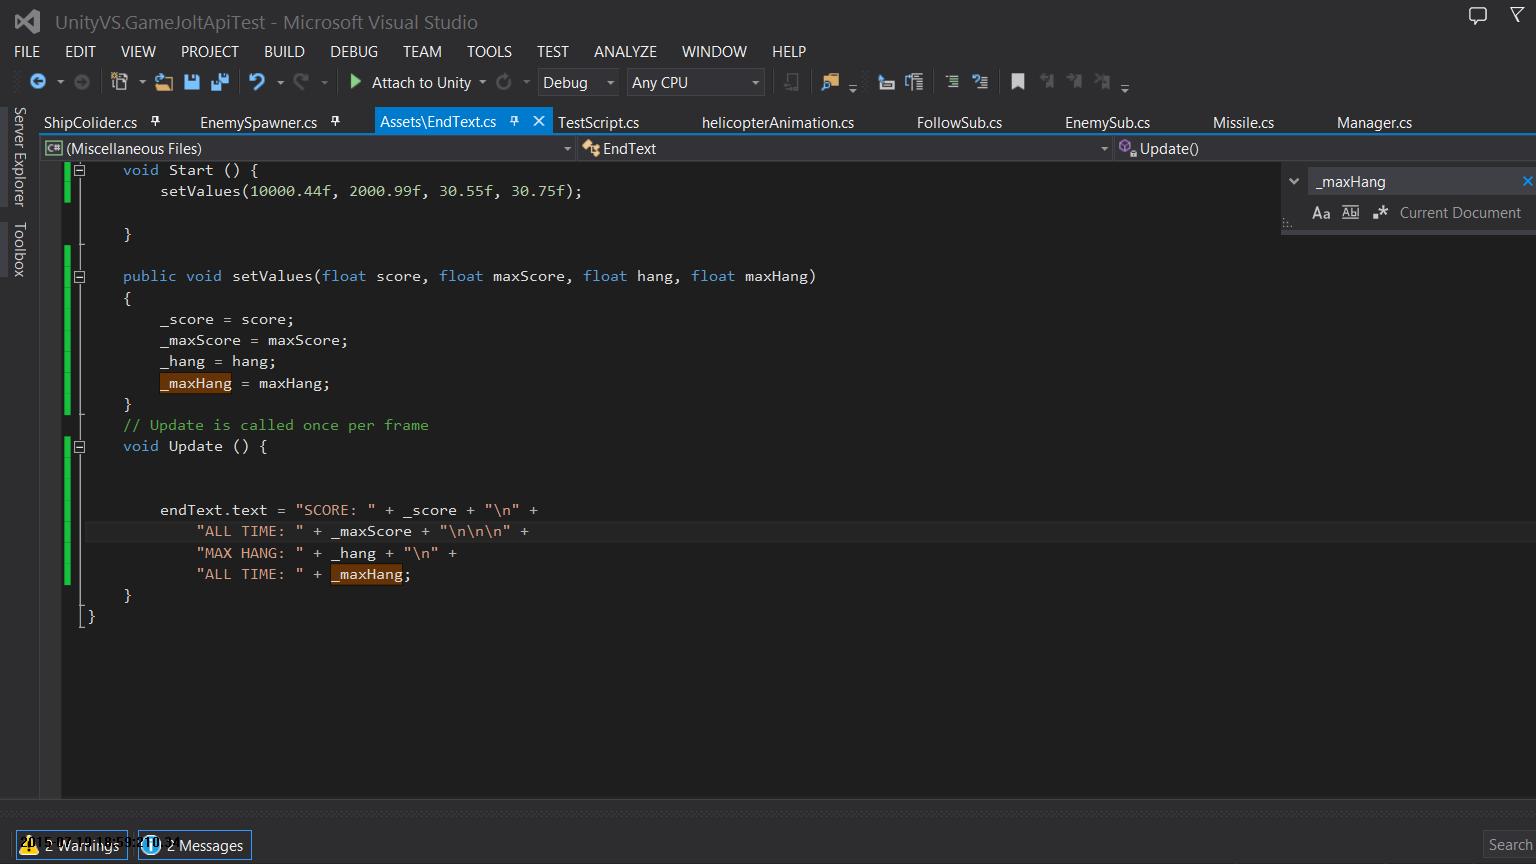 UnityVS.GameJoltApiTest - Microsoft Visual Studio
FILE EDIT VIEW PROJECT BUILD DEBUG TEAM TOOLS TEST ANALYZE WINDOW HELP
Attach to Unity Debug Any CPU
Server Explorer
Toolbox
ShipColider.cs EnemySpawner.cs Assets\EndText.cs TestScript.cs helicopterAnimation.cs FollowSub.cs EnemySub.cs Missile.cs Manager.cs
C# (Miscellaneous Files) EndText Update()
_maxHang
Aa Abl .* Current Document
void Start () {
setValues(10000.44f, 2000.99f, 30.55f, 30.75f);
}
public void setValues(float score, float maxScore, float hang, float maxHang)
{
_score = score;
_maxScore = maxScore;
_hang = hang;
_maxHang = maxHang;
}
// Update is called once per frame
void Update () {
endText.text = "SCORE: " + _score + "\n" +
"ALL TIME: " + _maxScore + "\n\n\n" +
"MAX HANG: " + _hang + "\n" +
"ALL TIME: " + _maxHang;
}
}
2 Warnings 2 Messages Search